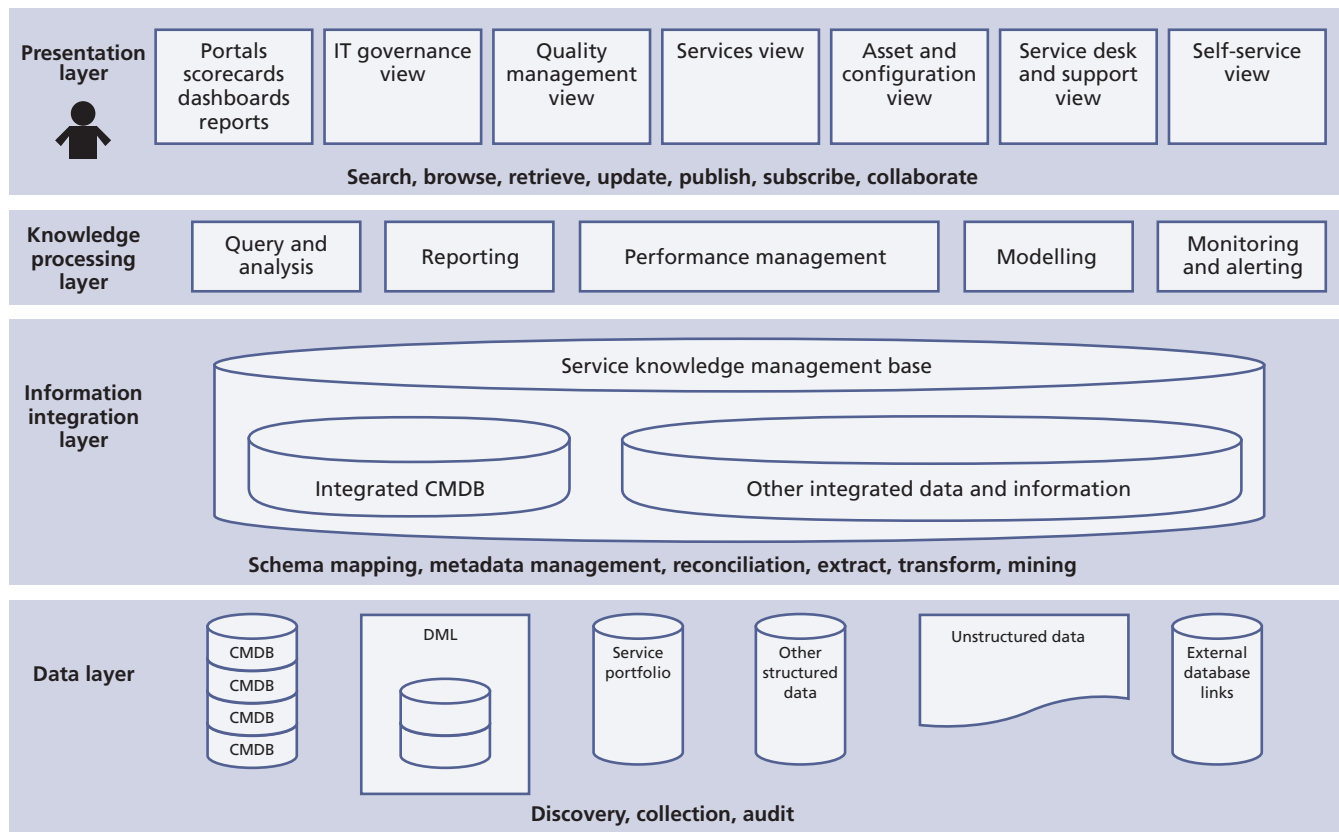 Presentation
layer
Portals
scorecards
dashboards
reports
IT governance
view
Quality
management
view
Services view
Asset and
configuration
view
Service desk
and support
view
Self-service
view
Search, browse, retrieve, update, publish, subscribe, collaborate
Knowledge
processing
layer
Query and
analysis
Reporting
Performance management
Modelling
Monitoring
and alerting
Information
integration
layer
Service knowledge management base
Integrated CMDB
Other integrated data and information
Schema mapping, metadata management, reconciliation, extract, transform, mining
Data layer
CMDB
CMDB
CMDB
CMDB
DML
Service
portfolio
Other
structured
data
Unstructured data
External
database
links
Discovery, collection, audit